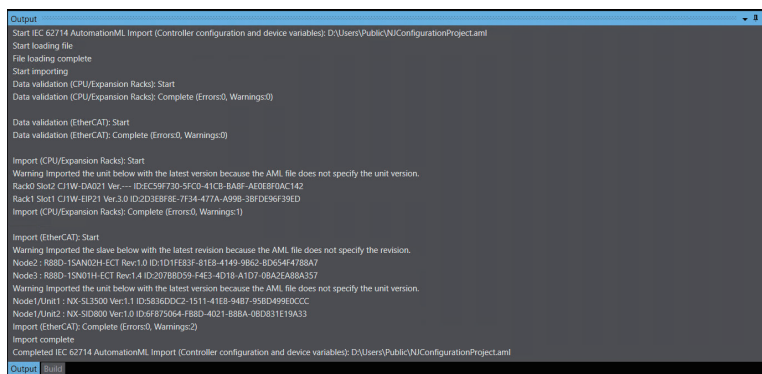 Output
Start IEC 62714 AutomationML Import (Controller configuration and device variables): D:\Users\Public\NJConfigurationProject.aml
Start loading file
File loading complete
Start importing
Data validation (CPU/Expansion Racks): Start
Data validation (CPU/Expansion Racks): Complete (Errors:0, Warnings:0)
Data validation (EtherCAT): Start
Data validation (EtherCAT): Complete (Errors:0, Warnings:0)
Import (CPU/Expansion Racks): Start
Warning Imported the unit below with the latest version because the AML file does not specify the unit version.
Rack0 Slot2 CJ1W-DA021 Ver.--- ID:EC59F730-5FC0-41CB-BA8F-AE0E8F0AC142
Rack1 Slot1 CJ1W-EIP21 Ver.3.0 ID:2D3EBF8E-7F34-477A-A99B-3BFDE96F39ED
Import (CPU/Expansion Racks): Complete (Errors:0, Warnings:1)
Import (EtherCAT): Start
Warning Imported the slave below with the latest revision because the AML file does not specify the revision.
Node2 : R88D-1SAN02H-ECT Rev:1.0 ID:1D1FE83F-81E8-4149-9B62-BD654F4788A7
Node3 : R88D-1SN01H-ECT Rev:1.4 ID:207BBD59-F4E3-4D18-A1D7-0BA2EA88A357
Warning Imported the unit below with the latest version because the AML file does not specify the unit version.
Node1/Unit1 : NX-SL3500 Ver:1.1 ID:5836DDC2-1511-41E8-94B7-95BD499E0CCC
Node1/Unit2 : NX-SID800 Ver:1.0 ID:6F875064-FB8D-4021-B8BA-0BD831E19A33
Import (EtherCAT): Complete (Errors:0, Warnings:2)
Import complete
Completed IEC 62714 AutomationML Import (Controller configuration and device variables): D:\Users\Public\NJConfigurationProject.aml
Output Build